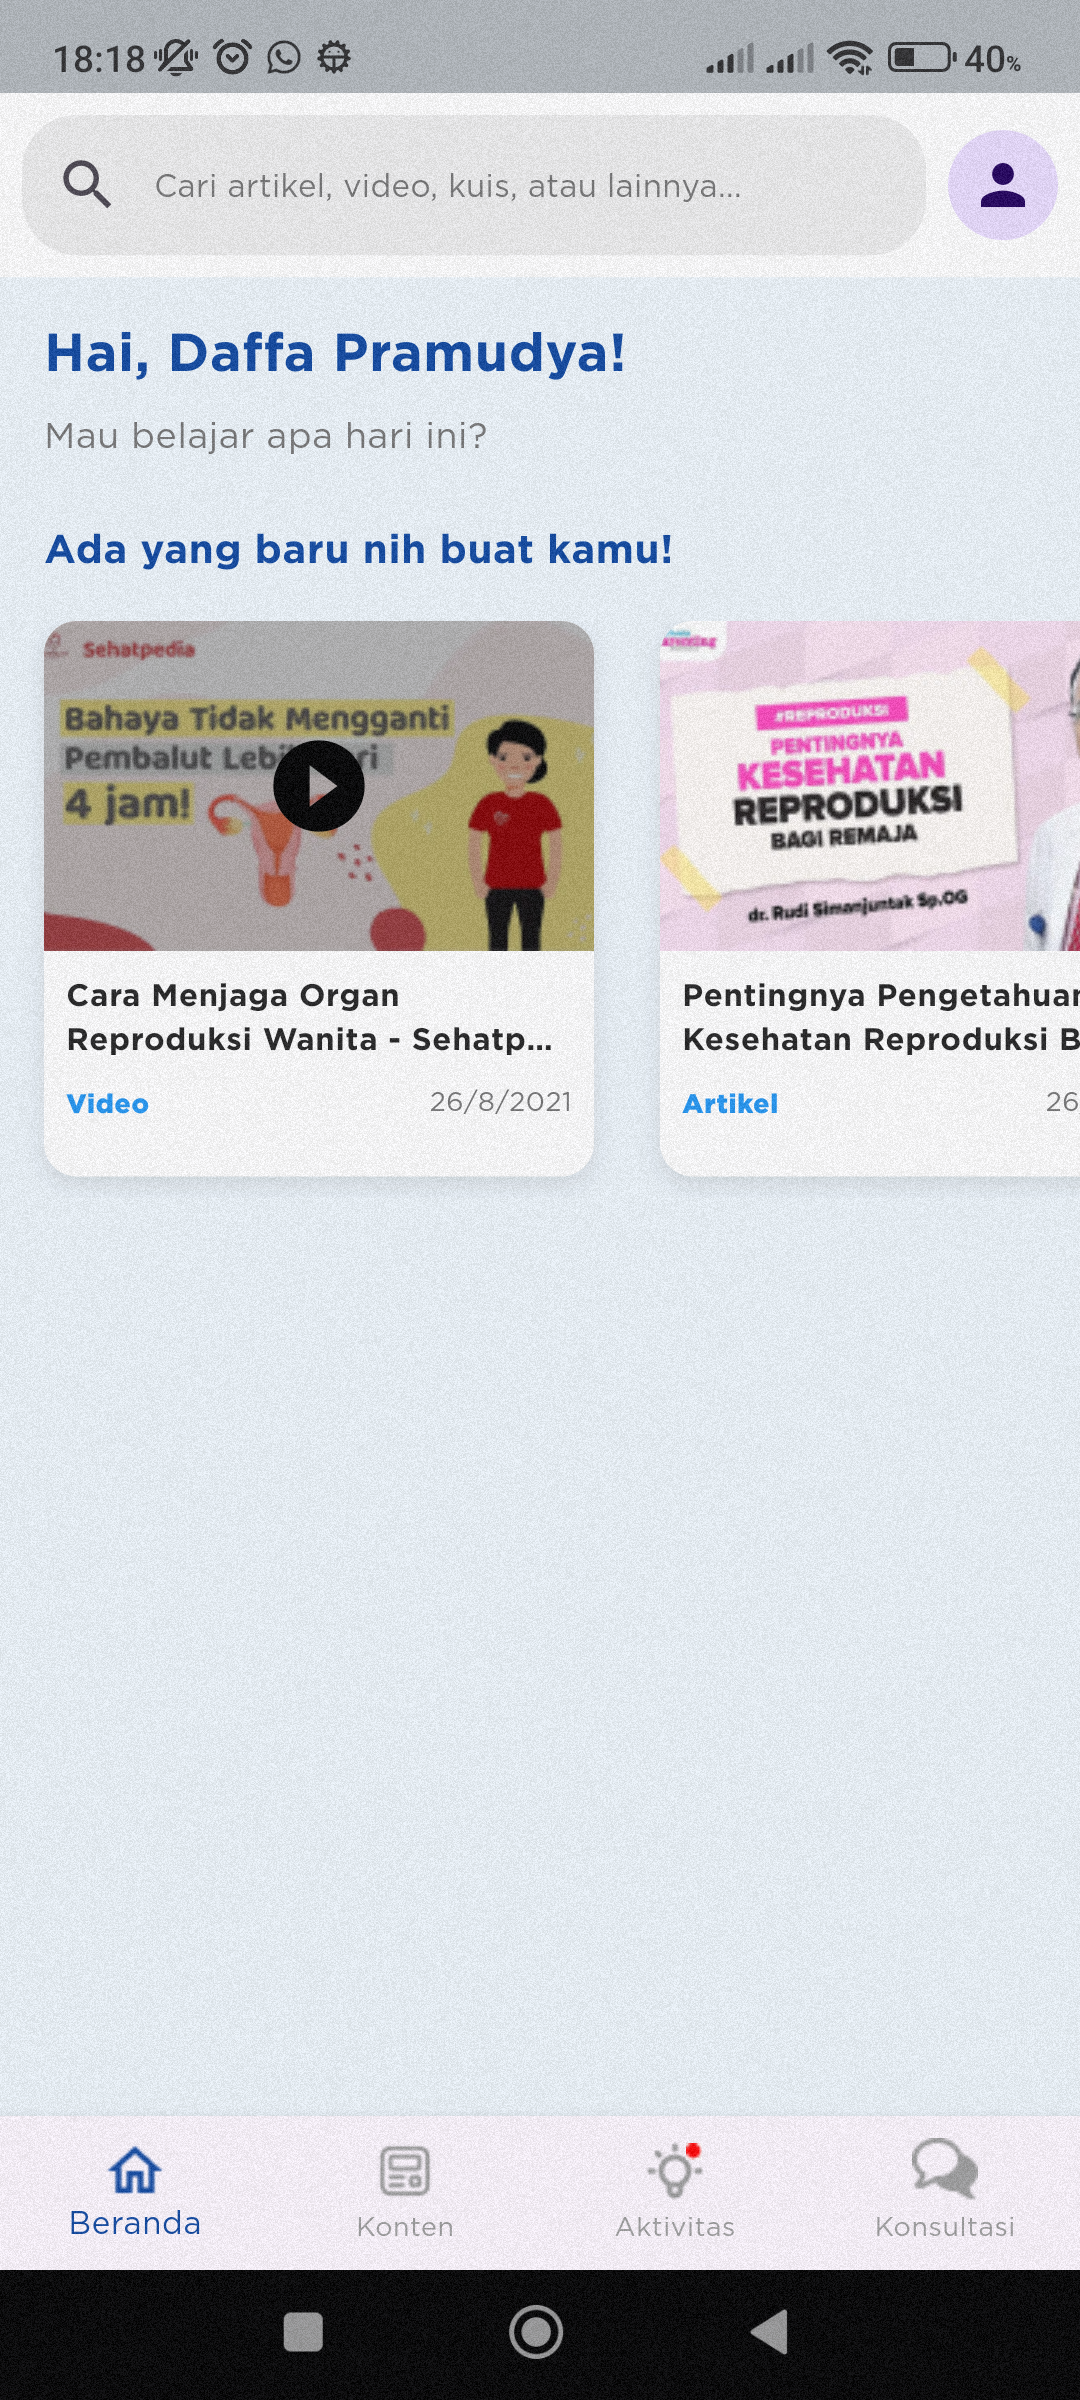 18:18
40%
Cari artikel, video, kuis, atau lainnya...
Hai, Daffa Pramudya!
Mau belajar apa hari ini?
Ada yang baru nih buat kamu!
Sehatpedia
Bahaya Tidak Mengganti
Pembalut
4 jam!
Cara Menjaga Organ
Reproduksi Wanita - Sehatp...
Video
26/8/2021
#REPRODUKSI
PENTINGNYA
KESEHATAN
REPRODUKSI
BAGI REMAJA
dr. Rudi Simanjuntak Sp.OG
Pentingnya Pengetahuan
Kesehatan Reproduksi B
Artikel
26
Beranda
Konten
Aktivitas
Konsultasi